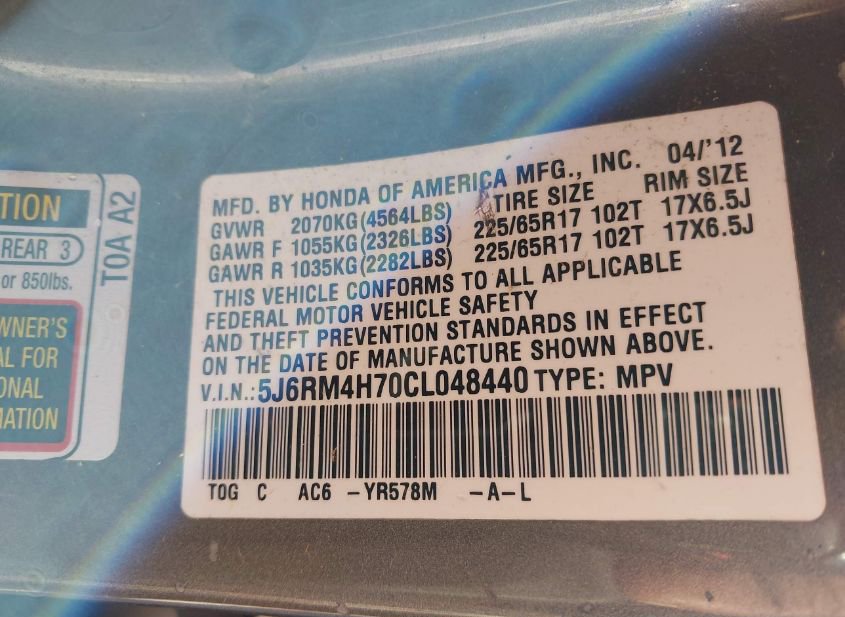 TION
REAR 3
or 850lbs.
WNER'S
AL FOR
ONAL
MATION
TOA A2
MFD. BY HONDA OF AMERICA MFG., INC. 04/'12
GVWR 2070KG(4564LBS) TIRE SIZE RIM SIZE
GAWR F 1055KG(2326LBS) 225/65R17 102T 17X6.5J
GAWR R 1035KG(2282LBS) 225/65R17 102T 17X6.5J
THIS VEHICLE CONFORMS TO ALL APPLICABLE
FEDERAL MOTOR VEHICLE SAFETY
AND THEFT PREVENTION STANDARDS IN EFFECT
ON THE DATE OF MANUFACTURE SHOWN ABOVE.
V.I.N.:5J6RM4H70CL048440 TYPE: MPV
TOG C AC6 -YR578M -A-L